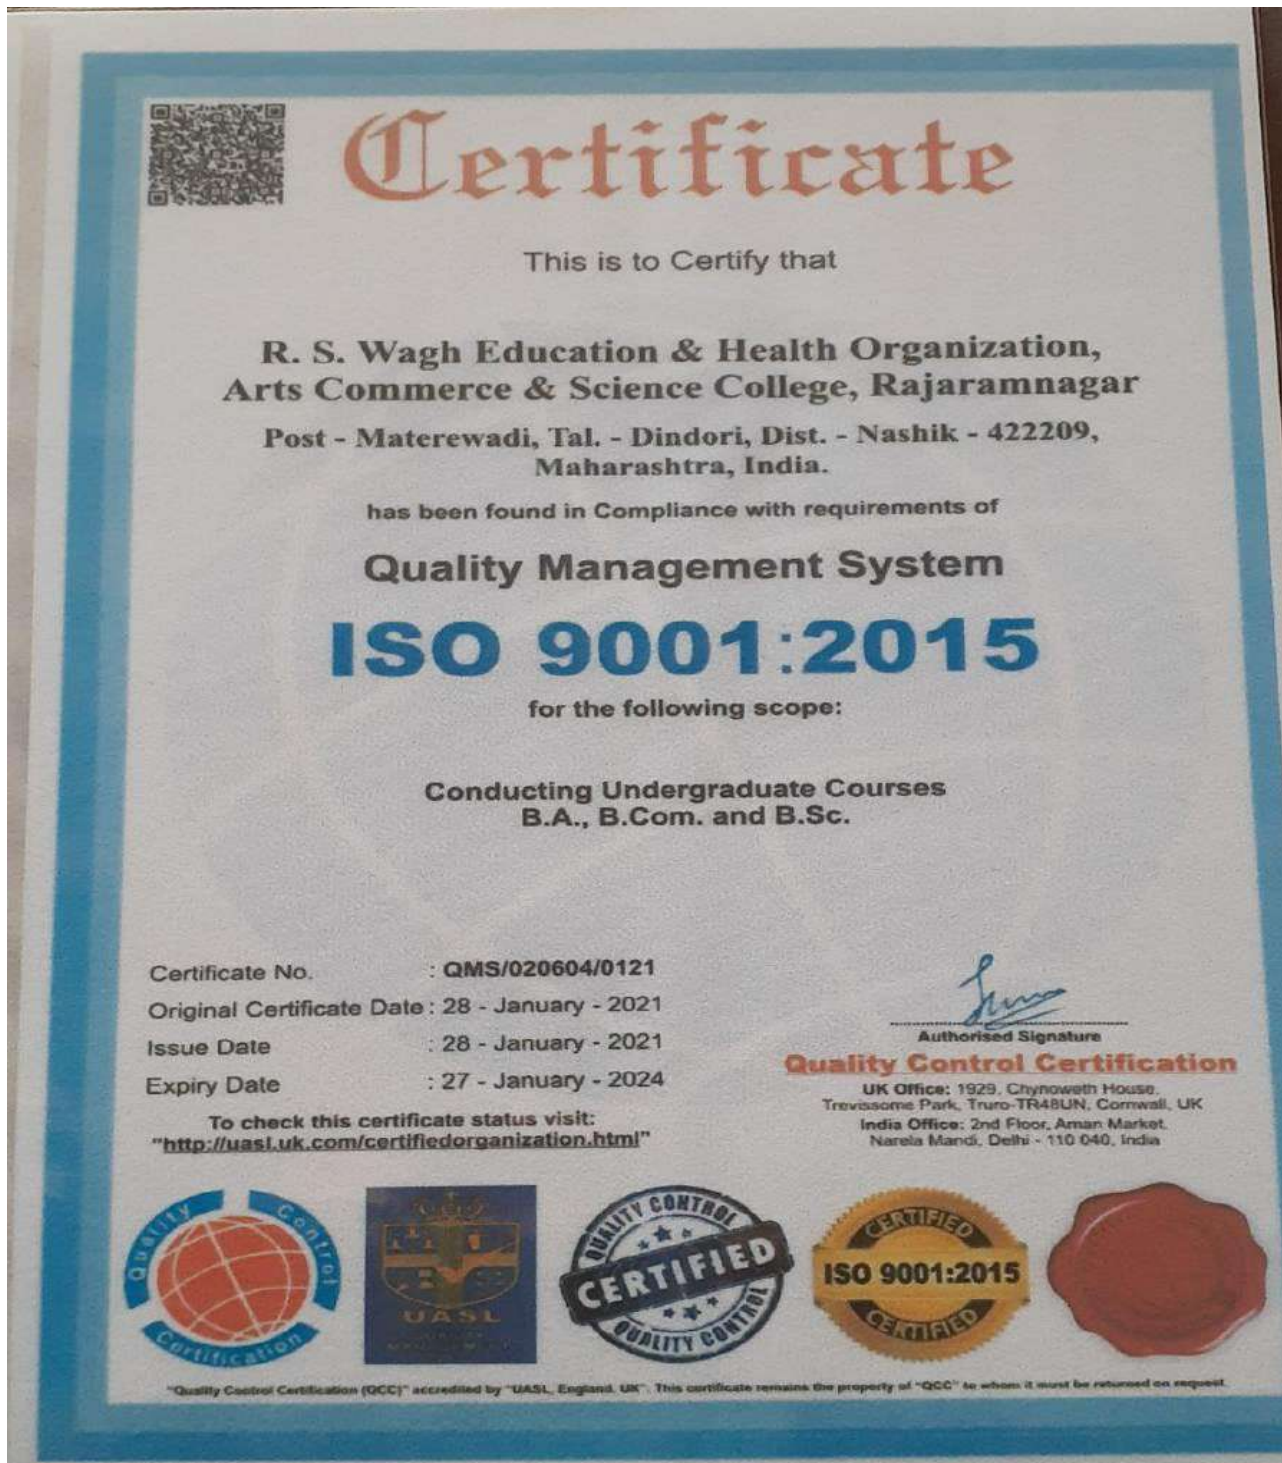 Certificate
This is to Certify that
R. S. Wagh Education & Health Organization,
Arts Commerce & Science College, Rajaramnagar
Post - Materewadi, Tal. - Dindori, Dist. - Nashik - 422209,
Maharashtra, India.
has been found in Compliance with requirements of
Quality Management System
ISO 9001:2015
for the following scope:
Conducting Undergraduate Courses
B.A., B.Com. and B.Sc.
Certificate No. : QMS/020604/0121
Original Certificate Date : 28 - January - 2021
Issue Date : 28 - January - 2021
Expiry Date : 27 - January - 2024
To check this certificate status visit:
"http://uasl.uk.com/certifiedorganization.html"
Authorised Signature
Quality Control Certification
UK Office: 1929, Chynoweth House,
Trevissome Park, Truro-TR48UN, Cornwall, UK
India Office: 2nd Floor, Aman Market,
Narela Mandi, Delhi - 110 040, India
Quality Control Certification
UASL
QUALITY CONTROL
CERTIFIED
QUALITY CONTROL
CERTIFIED
ISO 9001:2015
CERTIFIED
"Quality Control Certification (QCC)" accredited by "UASL, England, UK". This certificate remains the property of "QCC" to whom it must be returned on request.